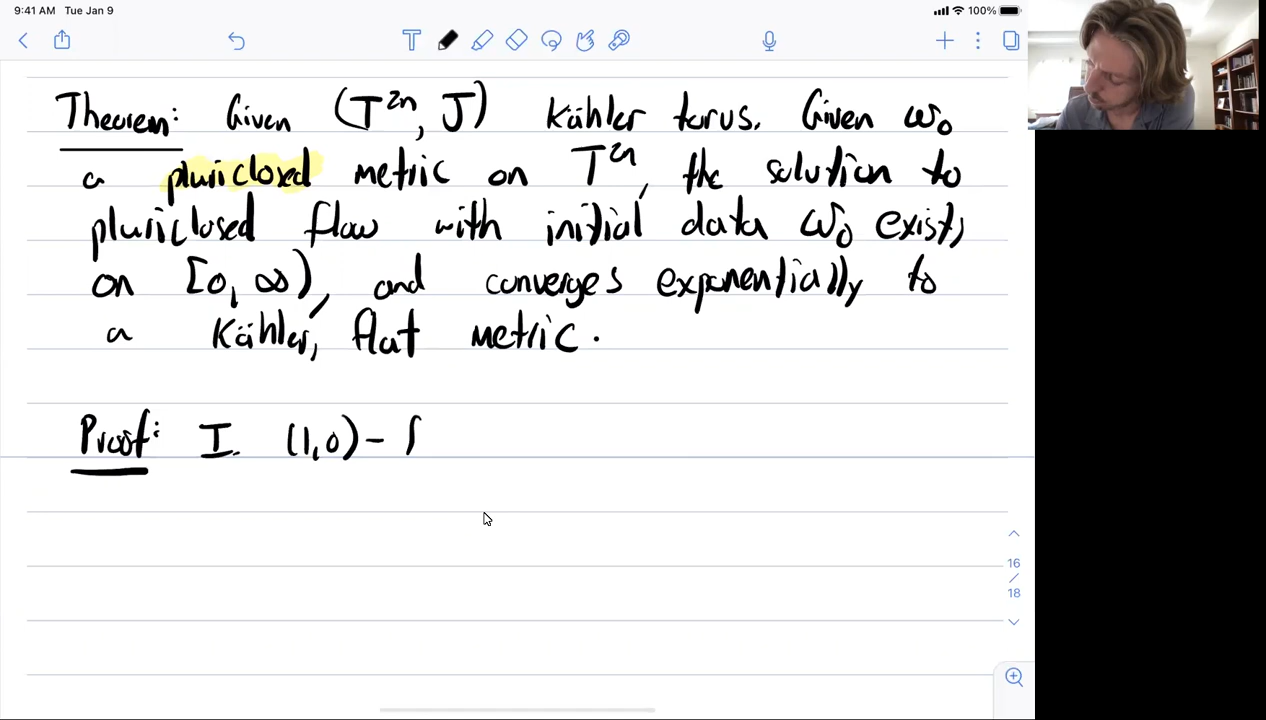 9:41 AM Tue Jan 9
100%
Theorem: Given (T²ⁿ, J) Kähler torus. Given ω₀
a pluriclosed metric on T²ⁿ, the solution to
pluriclosed flow with initial data ω₀ exists
on [0, ∞), and converges exponentially to
a Kähler, flat metric.
Proof: I. (1,0)-
16
/
18